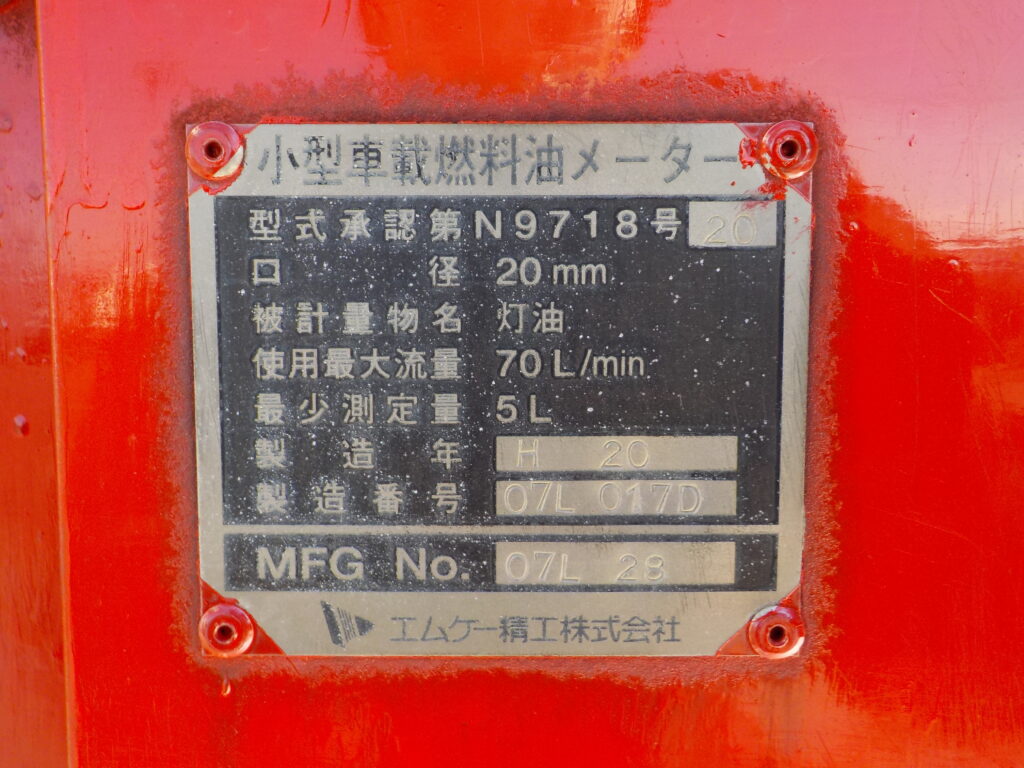 小型車載燃料油メーター
型式承認第N9718号 20
口径 20mm
被計量物名 灯油
使用最大流量 70L/min
最少測定量 5L
製造年 H 20
製造番号 07L 017D
MFG No. 07L 28
エムケー精工株式会社